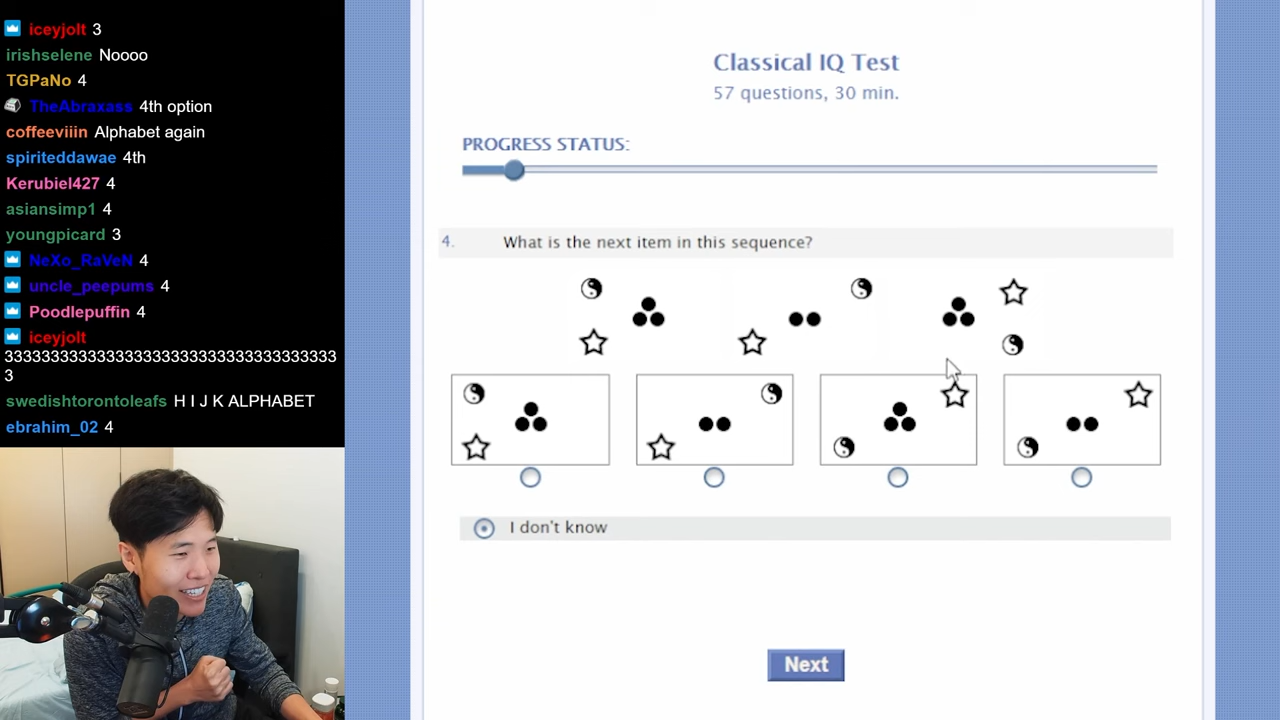 iceyjolt 3
irishselene Noooo
TGPaNo 4
TheAbraxass 4th option
coffeeviiin Alphabet again
spiriteddawae 4th
Kerubiel427 4
asiansimp1 4
youngpicard 3
NeXo_RaVeN 4
uncle_peepums 4
Poodlepuffin 4
iceyjolt
333333333333333333333333333333333333
3
swedishtorontoleafs H I J K ALPHABET
ebrahim_02 4
Classical IQ Test
57 questions, 30 min.
PROGRESS STATUS:
4. What is the next item in this sequence?
I don't know
Next